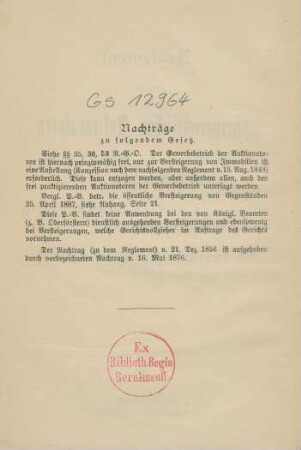 GS 12964
Nachträge
zu folgendem Gesetz.
Siehe §§ 35, 36, 53 R.-G.-O. Der Gewerbebetrieb der Auktionato-
ren ist hiernach prinzipmäßig frei, nur zur Versteigerung von Immobilien ist
eine Anstellung (Konzession nach dem nachfolgenden Reglement v. 15. Aug. 1848)
erforderlich. Diese kann entzogen werden, aber außerdem allen, auch den
frei praktizierenden Auktionatoren der Gewerbebetrieb untersagt werden.
Vergl. P.-V. betr. die öffentliche Versteigerung von Gegenständen
25. April 1887, siehe Anhang, Seite 21.
Diese P.-V. findet keine Anwendung bei den von Königl. Beamten
(z. B. Oberförstern) dienstlich ausgehenden Versteigerungen und ebensowenig
bei Versteigerungen, welche Gerichtsvollzieher im Auftrage des Gerichts
vornehmen.
Der Nachtrag (zu dem Reglement) v. 21. Dez. 1856 ist aufgehoben
durch vorbezeichneten Nachtrag v. 16. Mai 1876.
Ex
Biblioth. Regia
Berolinensi